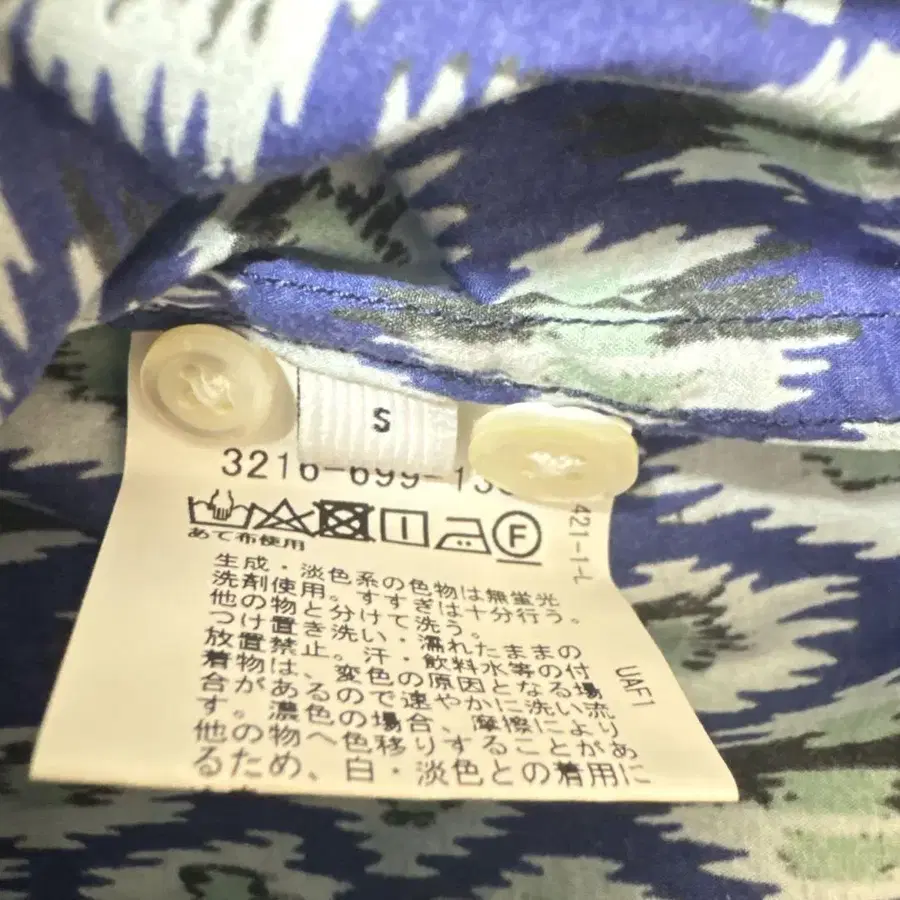 S
3216-699-13
F
あて布使用
生成・淡色系の色物は無蛍光
洗剤使用。すすぎは十分行う。
他の物と分けて洗う。
つけ置き洗い・濡れたままの
放置禁止。汗・飲料水等の付
着物は、変色の原因となる場
合があるので速やかに洗い流
す。濃色の場合、摩擦により
他の物へ色移りすることがあ
るため、白・淡色との着用に
421-1-L
UAF1